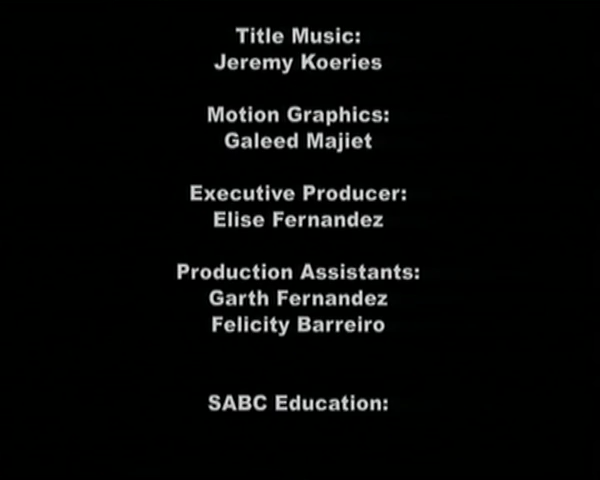 Title Music:
Jeremy Koeries
Motion Graphics:
Galeed Majiet
Executive Producer:
Elise Fernandez
Production Assistants:
Garth Fernandez
Felicity Barreiro
SABC Education: